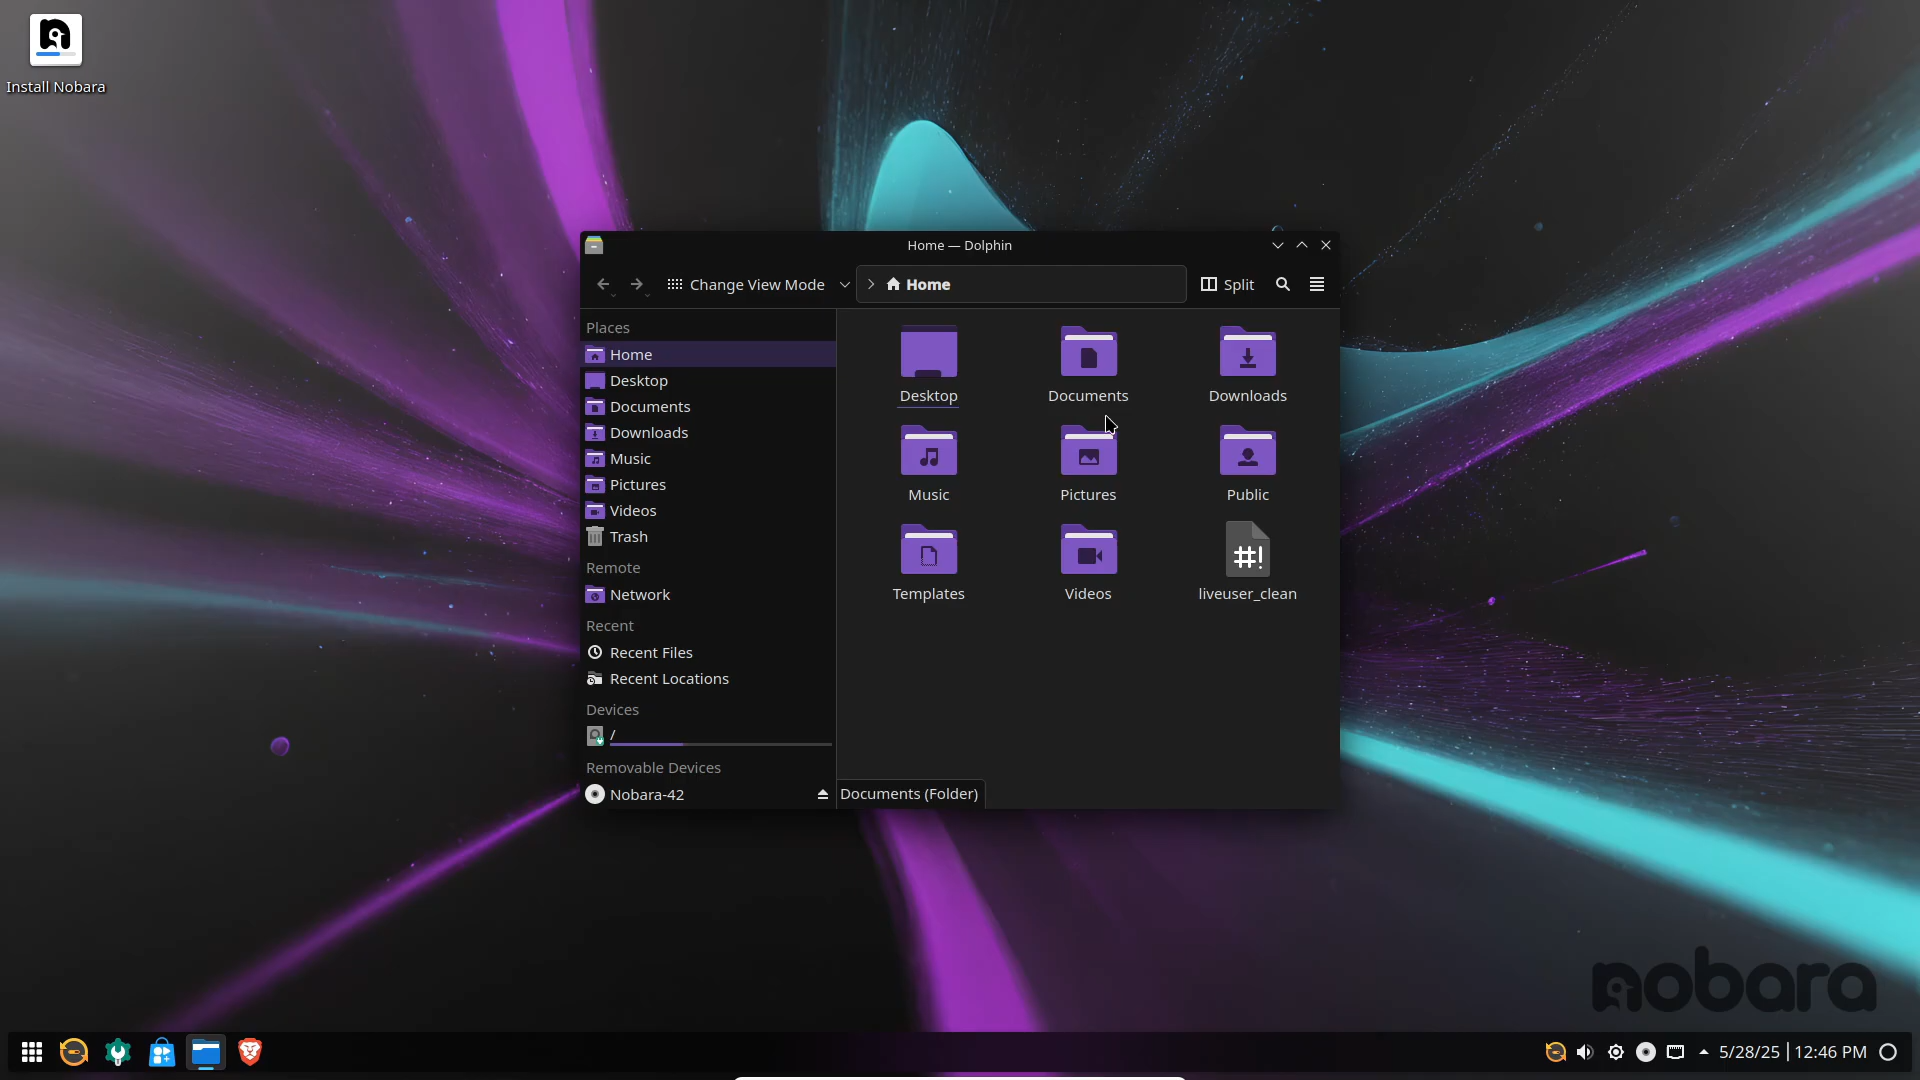 Install Nobara
Home — Dolphin
Change View Mode
Home
Split
Places
Home
Desktop
Documents
Downloads
Music
Pictures
Videos
Trash
Remote
Network
Recent
Recent Files
Recent Locations
Devices
/
Removable Devices
Nobara-42
Desktop
Documents
Downloads
Music
Pictures
Public
Templates
Videos
#!
liveuser_clean
Documents (Folder)
nobara
5/28/25
12:46 PM